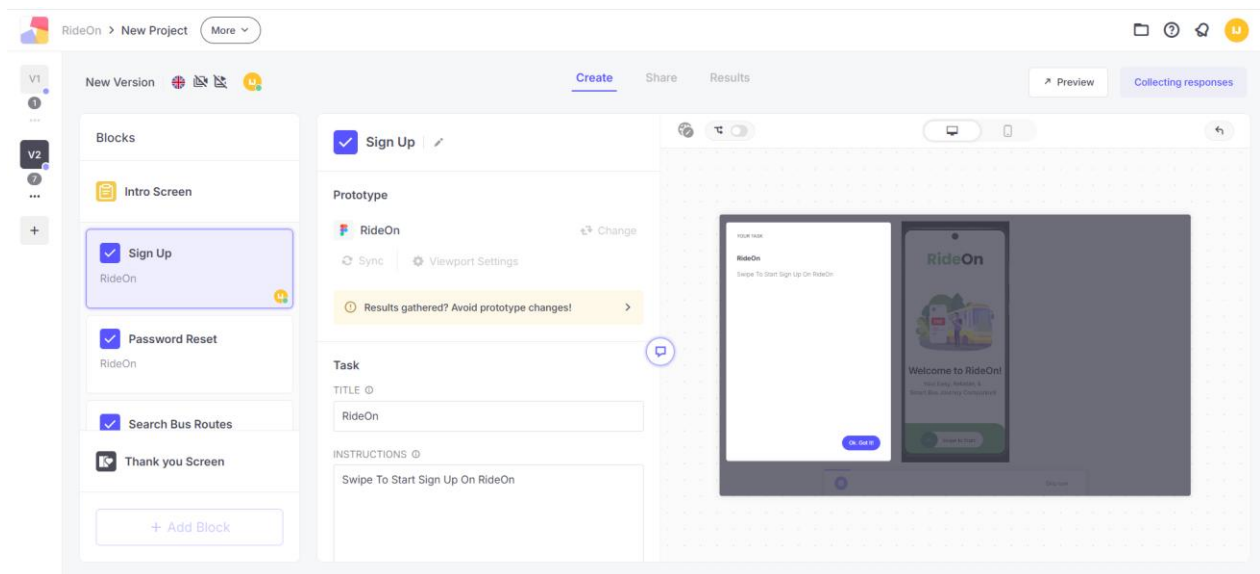 RideOn > New Project More
V1
New Version
Create Share Results
Preview
Collecting responses
1
V2
7
+
Blocks
Intro Screen
Sign Up
RideOn
Password Reset
RideOn
Search Bus Routes
Thank you Screen
+ Add Block
Sign Up
Prototype
RideOn
Change
Sync
Viewport Settings
Results gathered? Avoid prototype changes!
Task
TITLE
RideOn
INSTRUCTIONS
Swipe To Start Sign Up On RideOn
YOUR TASK
RideOn
Swipe To Start Sign Up On RideOn
Ok, Got It!
RideOn
Welcome to RideOn!